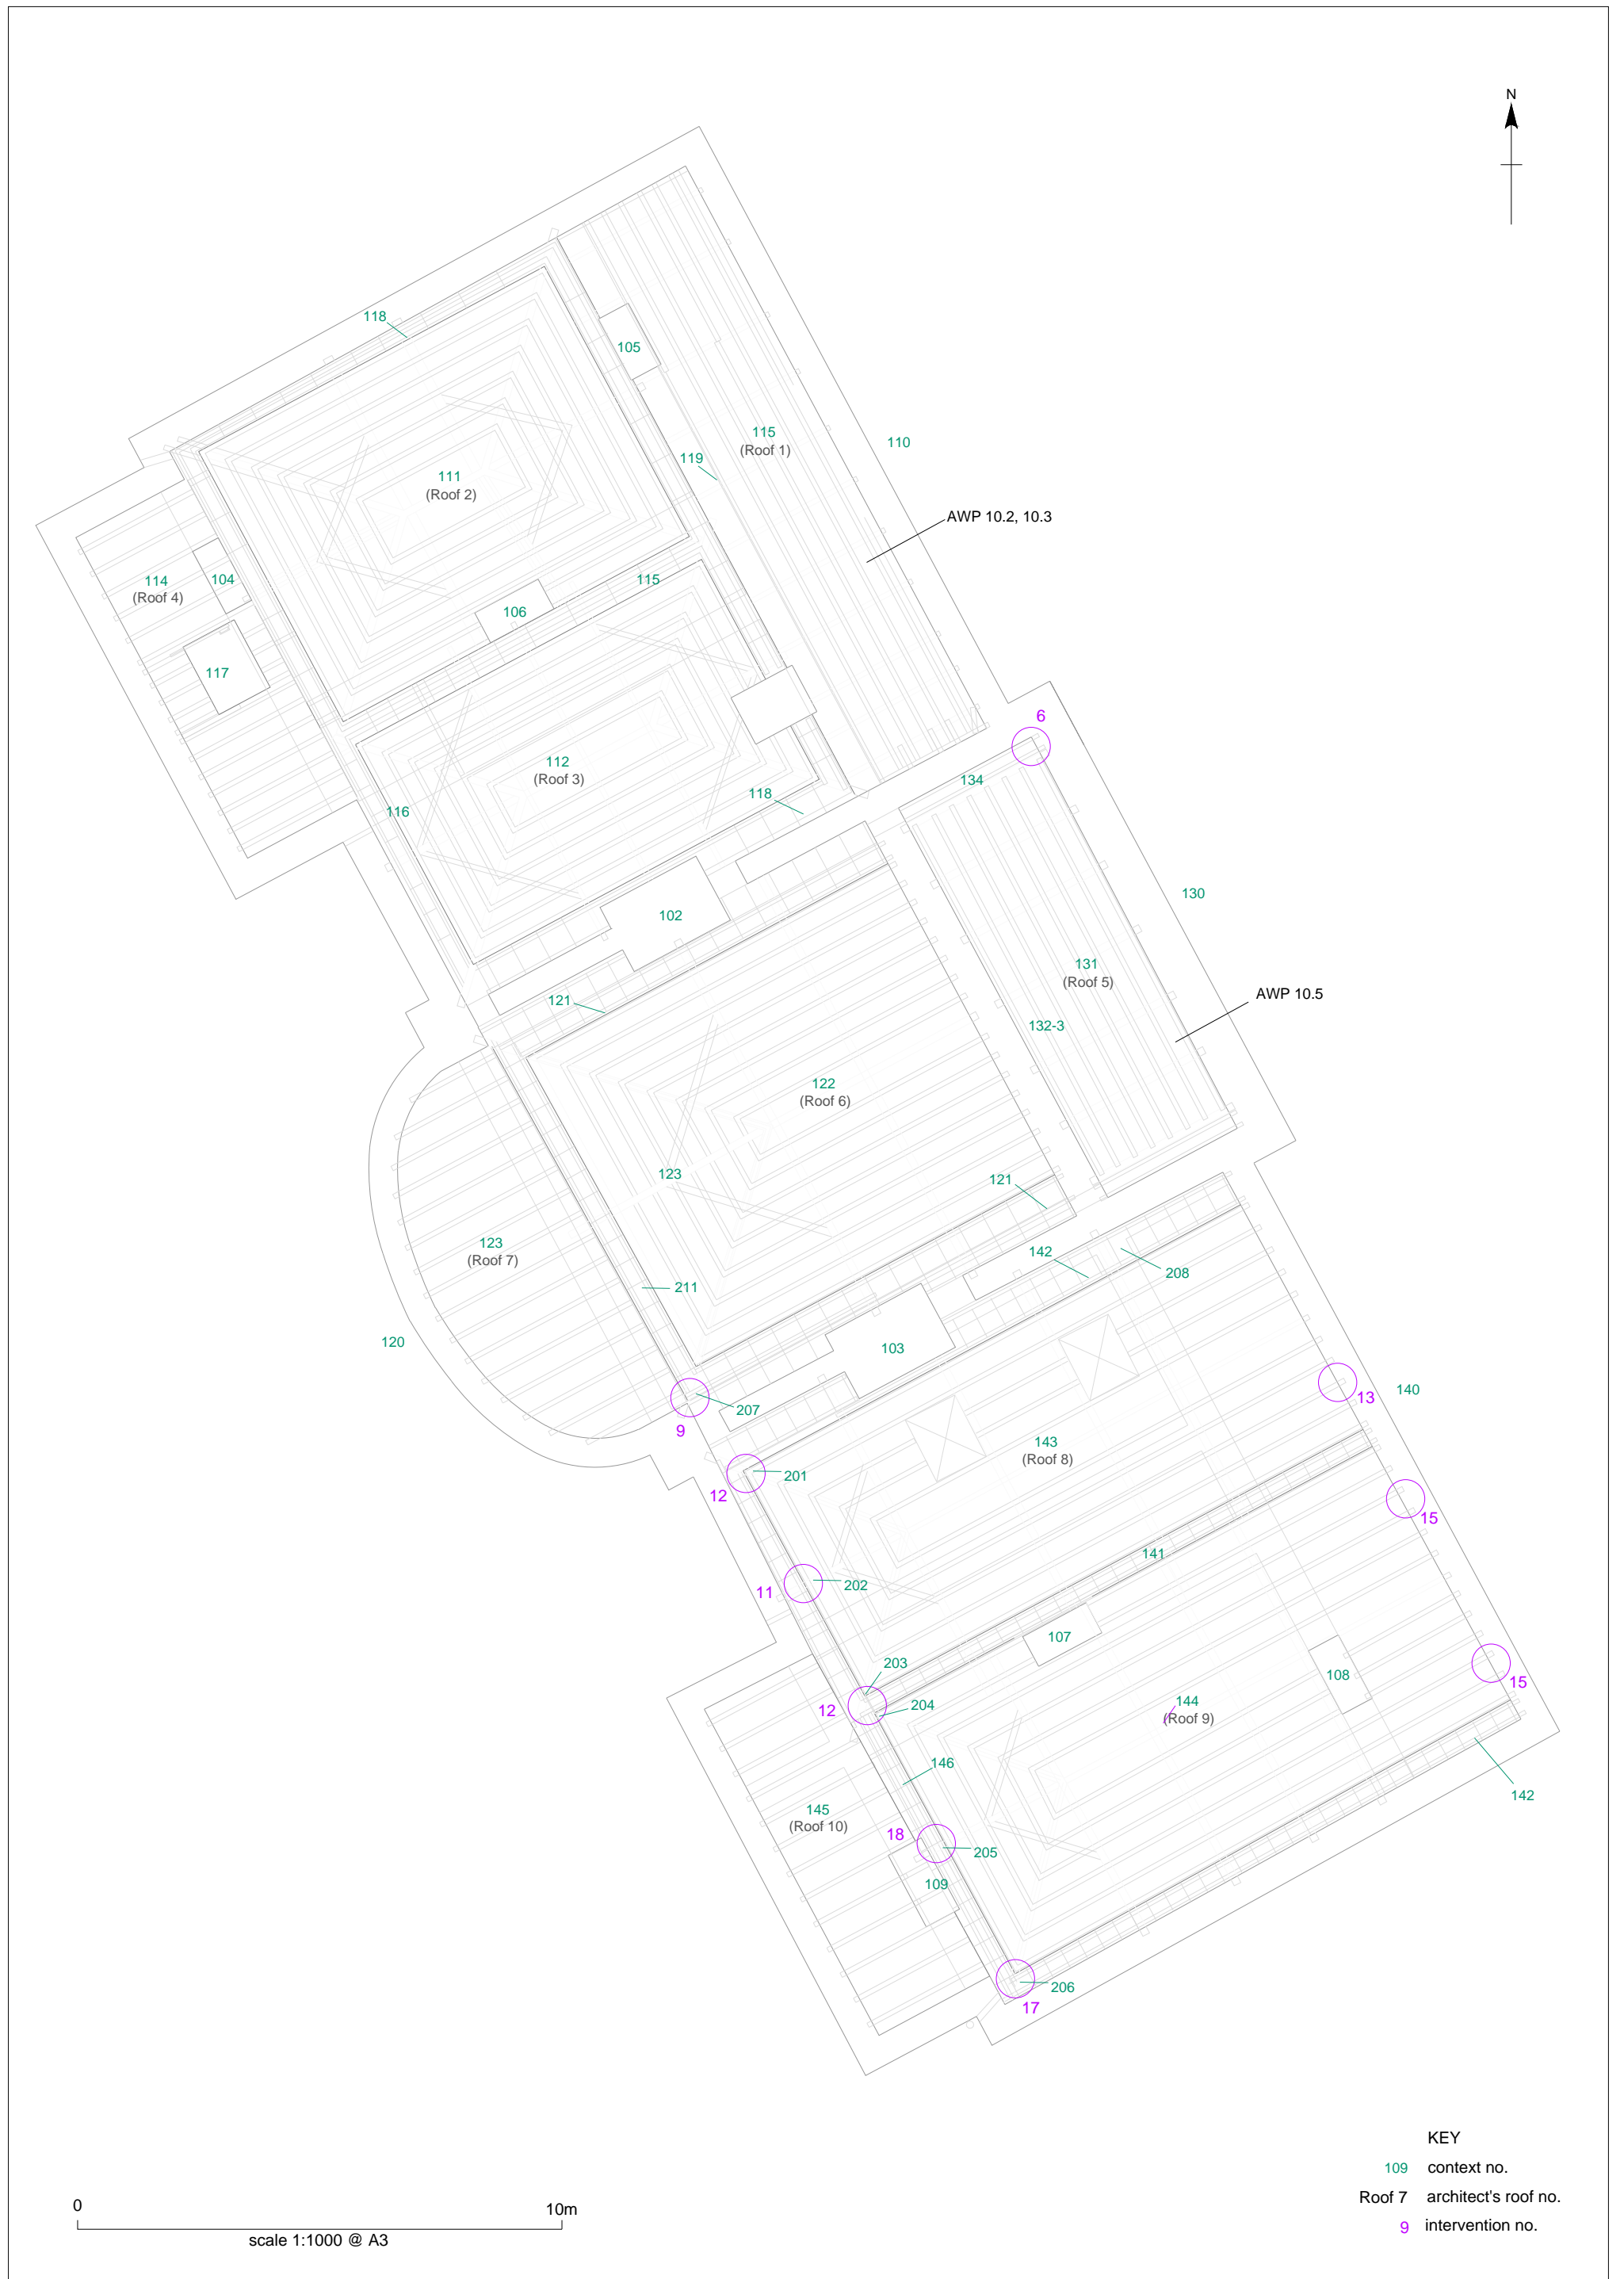 N
118
105
115
(Roof 1)
110
119
111
(Roof 2)
AWP 10.2, 10.3
114
(Roof 4)
104
115
106
117
6
112
(Roof 3)
134
118
116
130
102
131
(Roof 5)
AWP 10.5
121
132-3
122
(Roof 6)
123
121
123
(Roof 7)
142
208
211
120
103
140
13
207
9
143
(Roof 8)
201
12
15
141
11
202
107
203
108
15
204
12
144
(Roof 9)
146
142
145
(Roof 10)
18
205
109
206
17
KEY
109 context no.
Roof 7 architect's roof no.
9 intervention no.
0 10m
scale 1:1000 @ A3